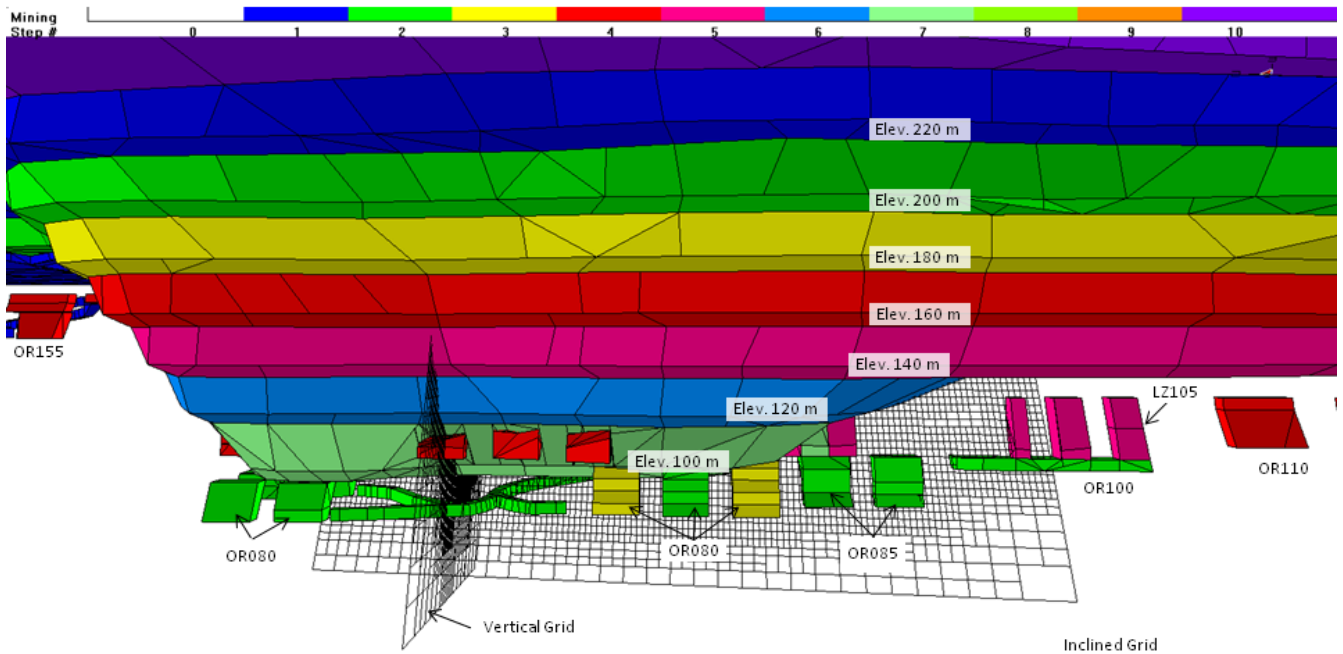 Mining
Step #
0 1 2 3 4 5 6 7 8 9 10
Elev. 220 m
Elev. 200 m
Elev. 180 m
Elev. 160 m
Elev. 140 m
Elev. 120 m
Elev. 100 m
OR155
LZ105
OR110
OR100
OR080
OR080
OR085
Vertical Grid
Inclined Grid